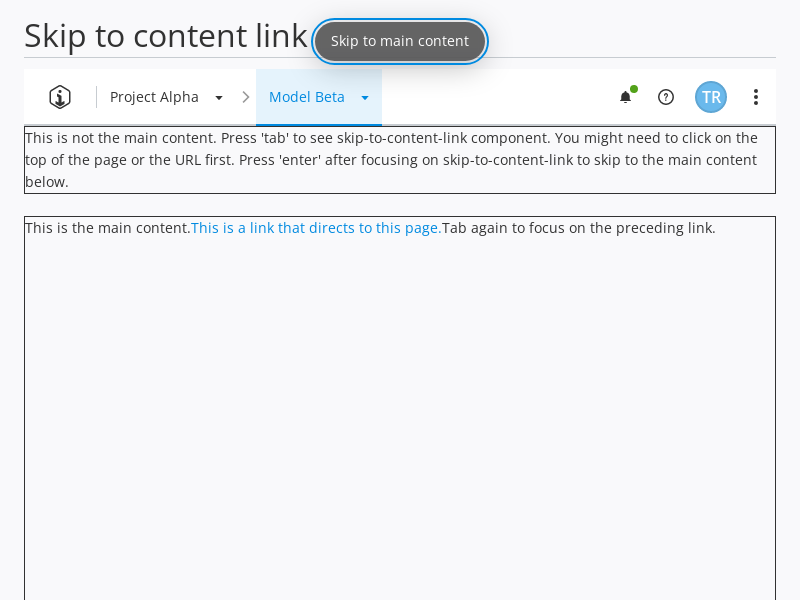 Skip to content link
Skip to main content
Project Alpha
Model Beta
TR
This is not the main content. Press 'tab' to see skip-to-content-link component. You might need to click on the
top of the page or the URL first. Press 'enter' after focusing on skip-to-content-link to skip to the main content
below.
This is the main content.This is a link that directs to this page.Tab again to focus on the preceding link.